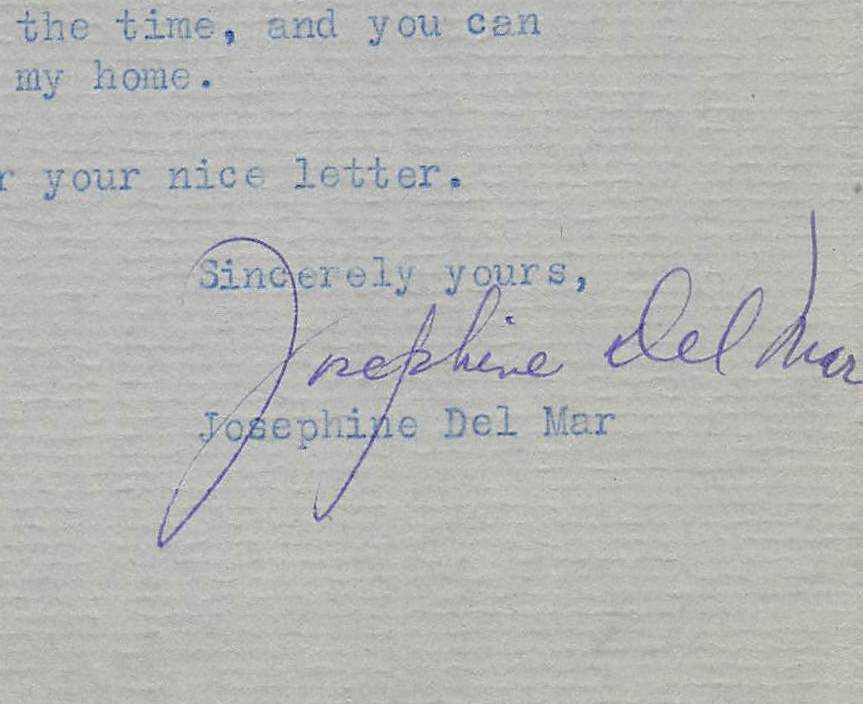 the time, and you can
my home.
r your nice letter.
Sincerely yours,
Josephine Del Mar
Josephine Del Mar